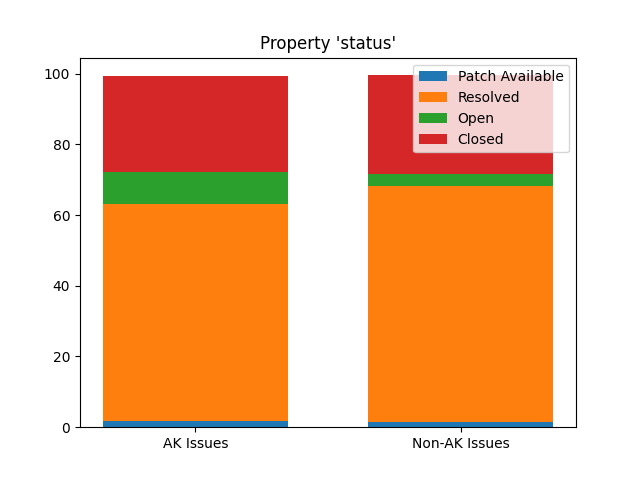 Property 'status'
100
80
60
40
20
0
Patch Available
Resolved
Open
Closed
AK Issues
Non-AK Issues